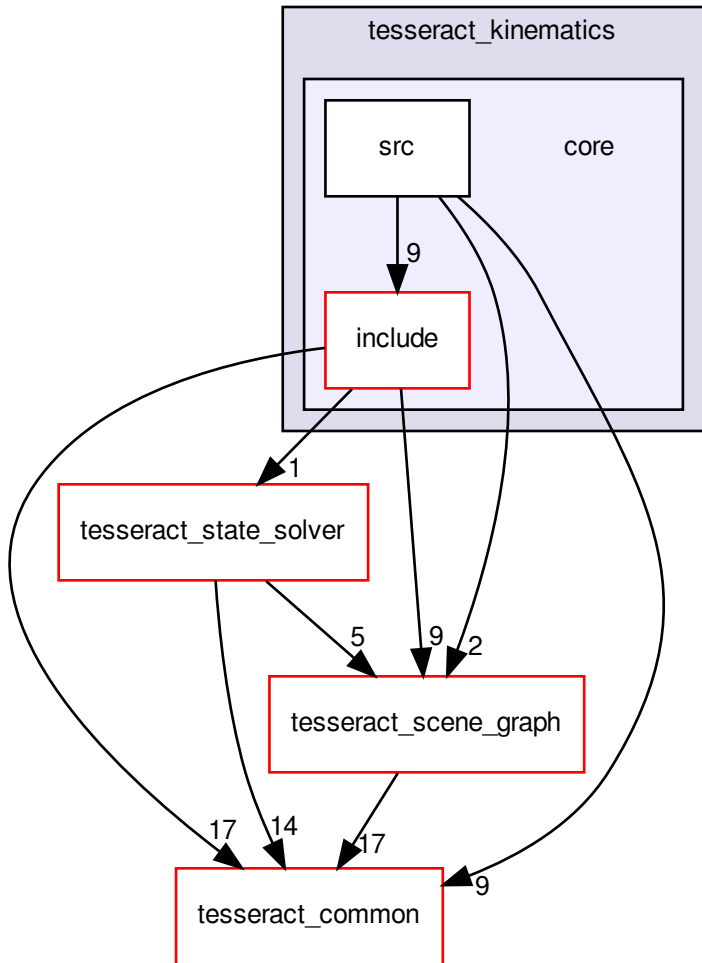 tesseract_kinematics
src
core
9
include
1
tesseract_state_solver
5
9
2
tesseract_scene_graph
17
14
17
9
tesseract_common